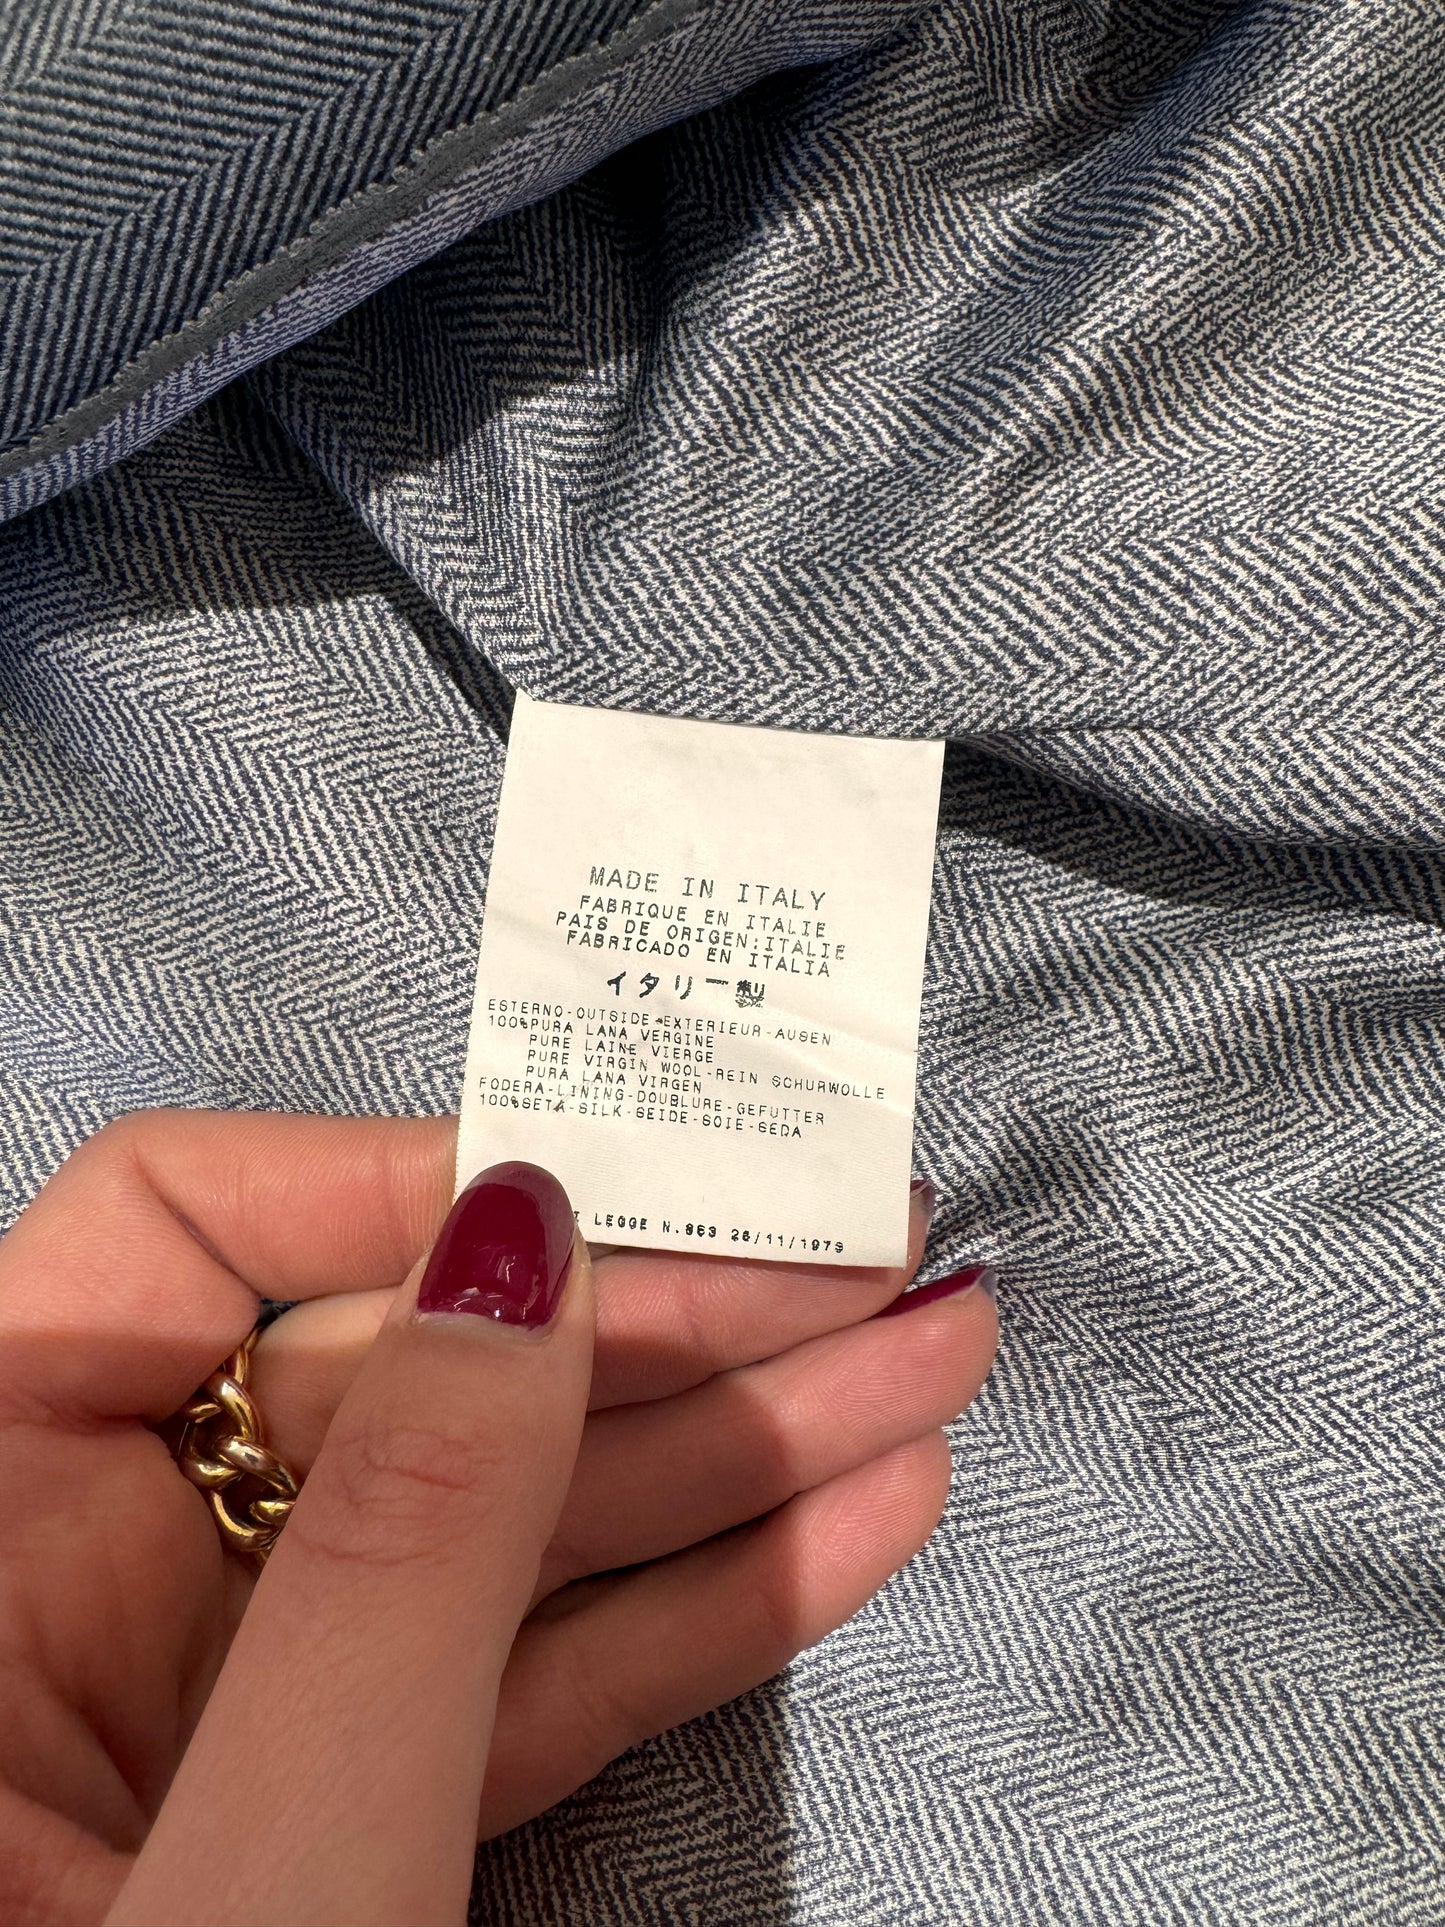 MADE IN ITALY
FABRIQUE EN ITALIE
PAIS DE ORIGEN:ITALIE
FABRICADO EN ITALIA
イタリー製
ESTERNO-OUTSIDE-EXTERIEUR-AUSEN
100%PURA LANA VERGINE
PURE LAINE VIERGE
PURE VIRGIN WOOL-REIN SCHURWOLLE
PURA LANA VIRGEN
FODERA-LINING-DOUBLURE-GEFUTTER
100%SETA-SILK-SEIDE-SOIE-SEDA
LEGGE N.883 26/11/1973